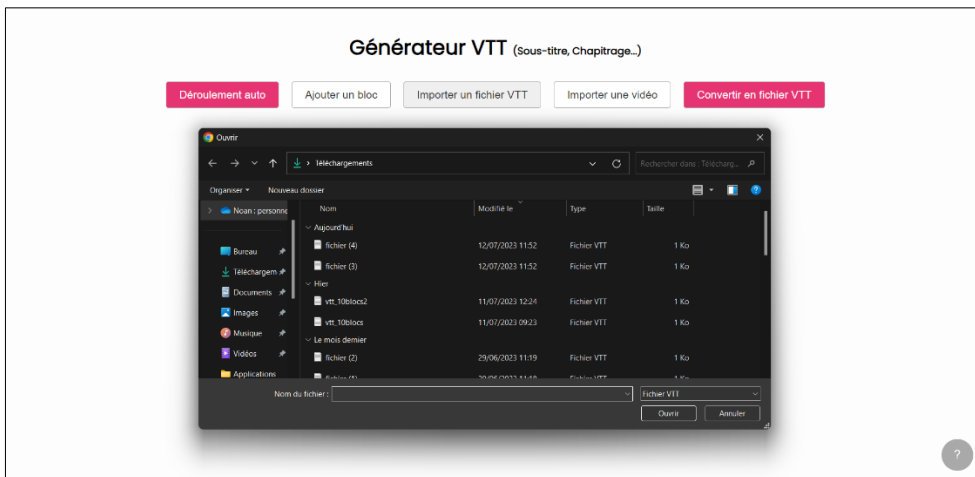 Générateur VTT (Sous-titre, Chapitrage...)
Déroulement auto
Ajouter un bloc
Importer un fichier VTT
Importer une vidéo
Convertir en fichier VTT
Ouvrir
Téléchargements
Rechercher dans : Télécharg...
Organiser
Nouveau dossier
?
Noan : personne
Bureau
Téléchargem
Documents
Images
Musique
Vidéos
Applications
Nom Modifié le Type Taille
Aujourd'hui
fichier (4) 12/07/2023 11:52 Fichier VTT 1 Ko
fichier (3) 12/07/2023 11:52 Fichier VTT 1 Ko
Hier
vtt_10blocs2 11/07/2023 12:24 Fichier VTT 1 Ko
vtt_10blocs 11/07/2023 09:23 Fichier VTT 1 Ko
Le mois dernier
fichier (2) 29/06/2023 11:19 Fichier VTT 1 Ko
Nom du fichier :
Fichier VTT
Ouvrir
Annuler
?